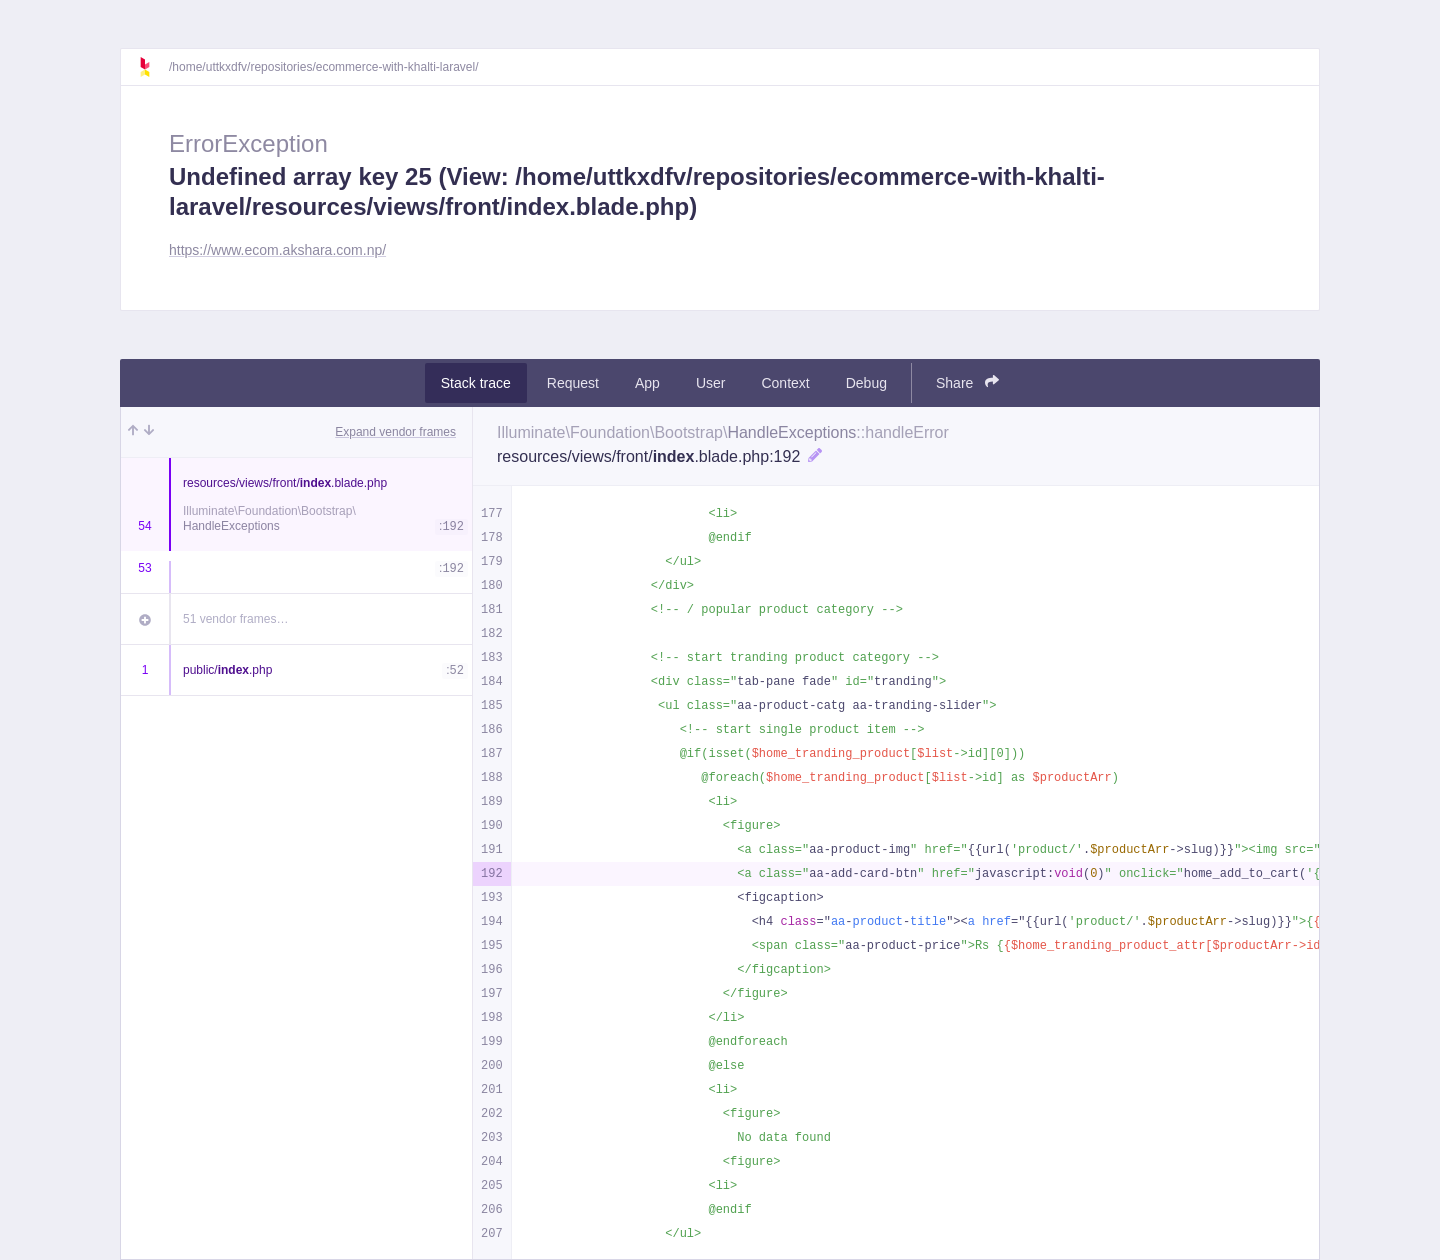 /home/uttkxdfv/repositories/ecommerce-with-khalti-laravel/
ErrorException
Undefined array key 25 (View: /home/uttkxdfv/repositories/ecommerce-with-khalti-
laravel/resources/views/front/index.blade.php)
https://www.ecom.akshara.com.np/
Stack trace Request App User Context Debug Share
Expand vendor frames
resources/views/front/index.blade.php
Illuminate\Foundation\Bootstrap\
54 HandleExceptions :192
53 :192
51 vendor frames…
1 public/index.php :52
Illuminate\Foundation\Bootstrap\HandleExceptions::handleError
resources/views/front/index.blade.php:192
177 <li>
178 @endif
179 </ul>
180 </div>
181 <!-- / popular product category -->
182
183 <!-- start tranding product category -->
184 <div class="tab-pane fade" id="tranding">
185 <ul class="aa-product-catg aa-tranding-slider">
186 <!-- start single product item -->
187 @if(isset($home_tranding_product[$list->id][0]))
188 @foreach($home_tranding_product[$list->id] as $productArr)
189 <li>
190 <figure>
191 <a class="aa-product-img" href="{{url('product/'.$productArr->slug)}}"><img src="
192 <a class="aa-add-card-btn" href="javascript:void(0)" onclick="home_add_to_cart('{
193 <figcaption>
194 <h4 class="aa-product-title"><a href="{{url('product/'.$productArr->slug)}}">{{
195 <span class="aa-product-price">Rs {{$home_tranding_product_attr[$productArr->id
196 </figcaption>
197 </figure>
198 </li>
199 @endforeach
200 @else
201 <li>
202 <figure>
203 No data found
204 <figure>
205 <li>
206 @endif
207 </ul>